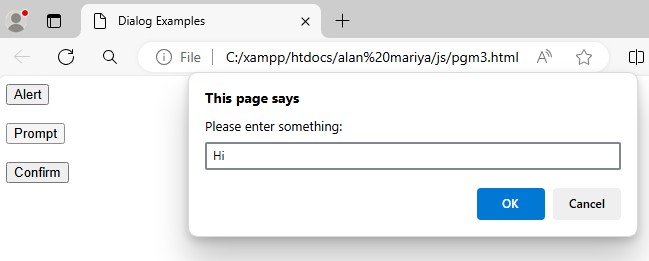 Dialog Examples
File
C:/xampp/htdocs/alan%20mariya/js/pgm3.html
Alert
Prompt
Confirm
This page says
Please enter something:
Hi
OK
Cancel